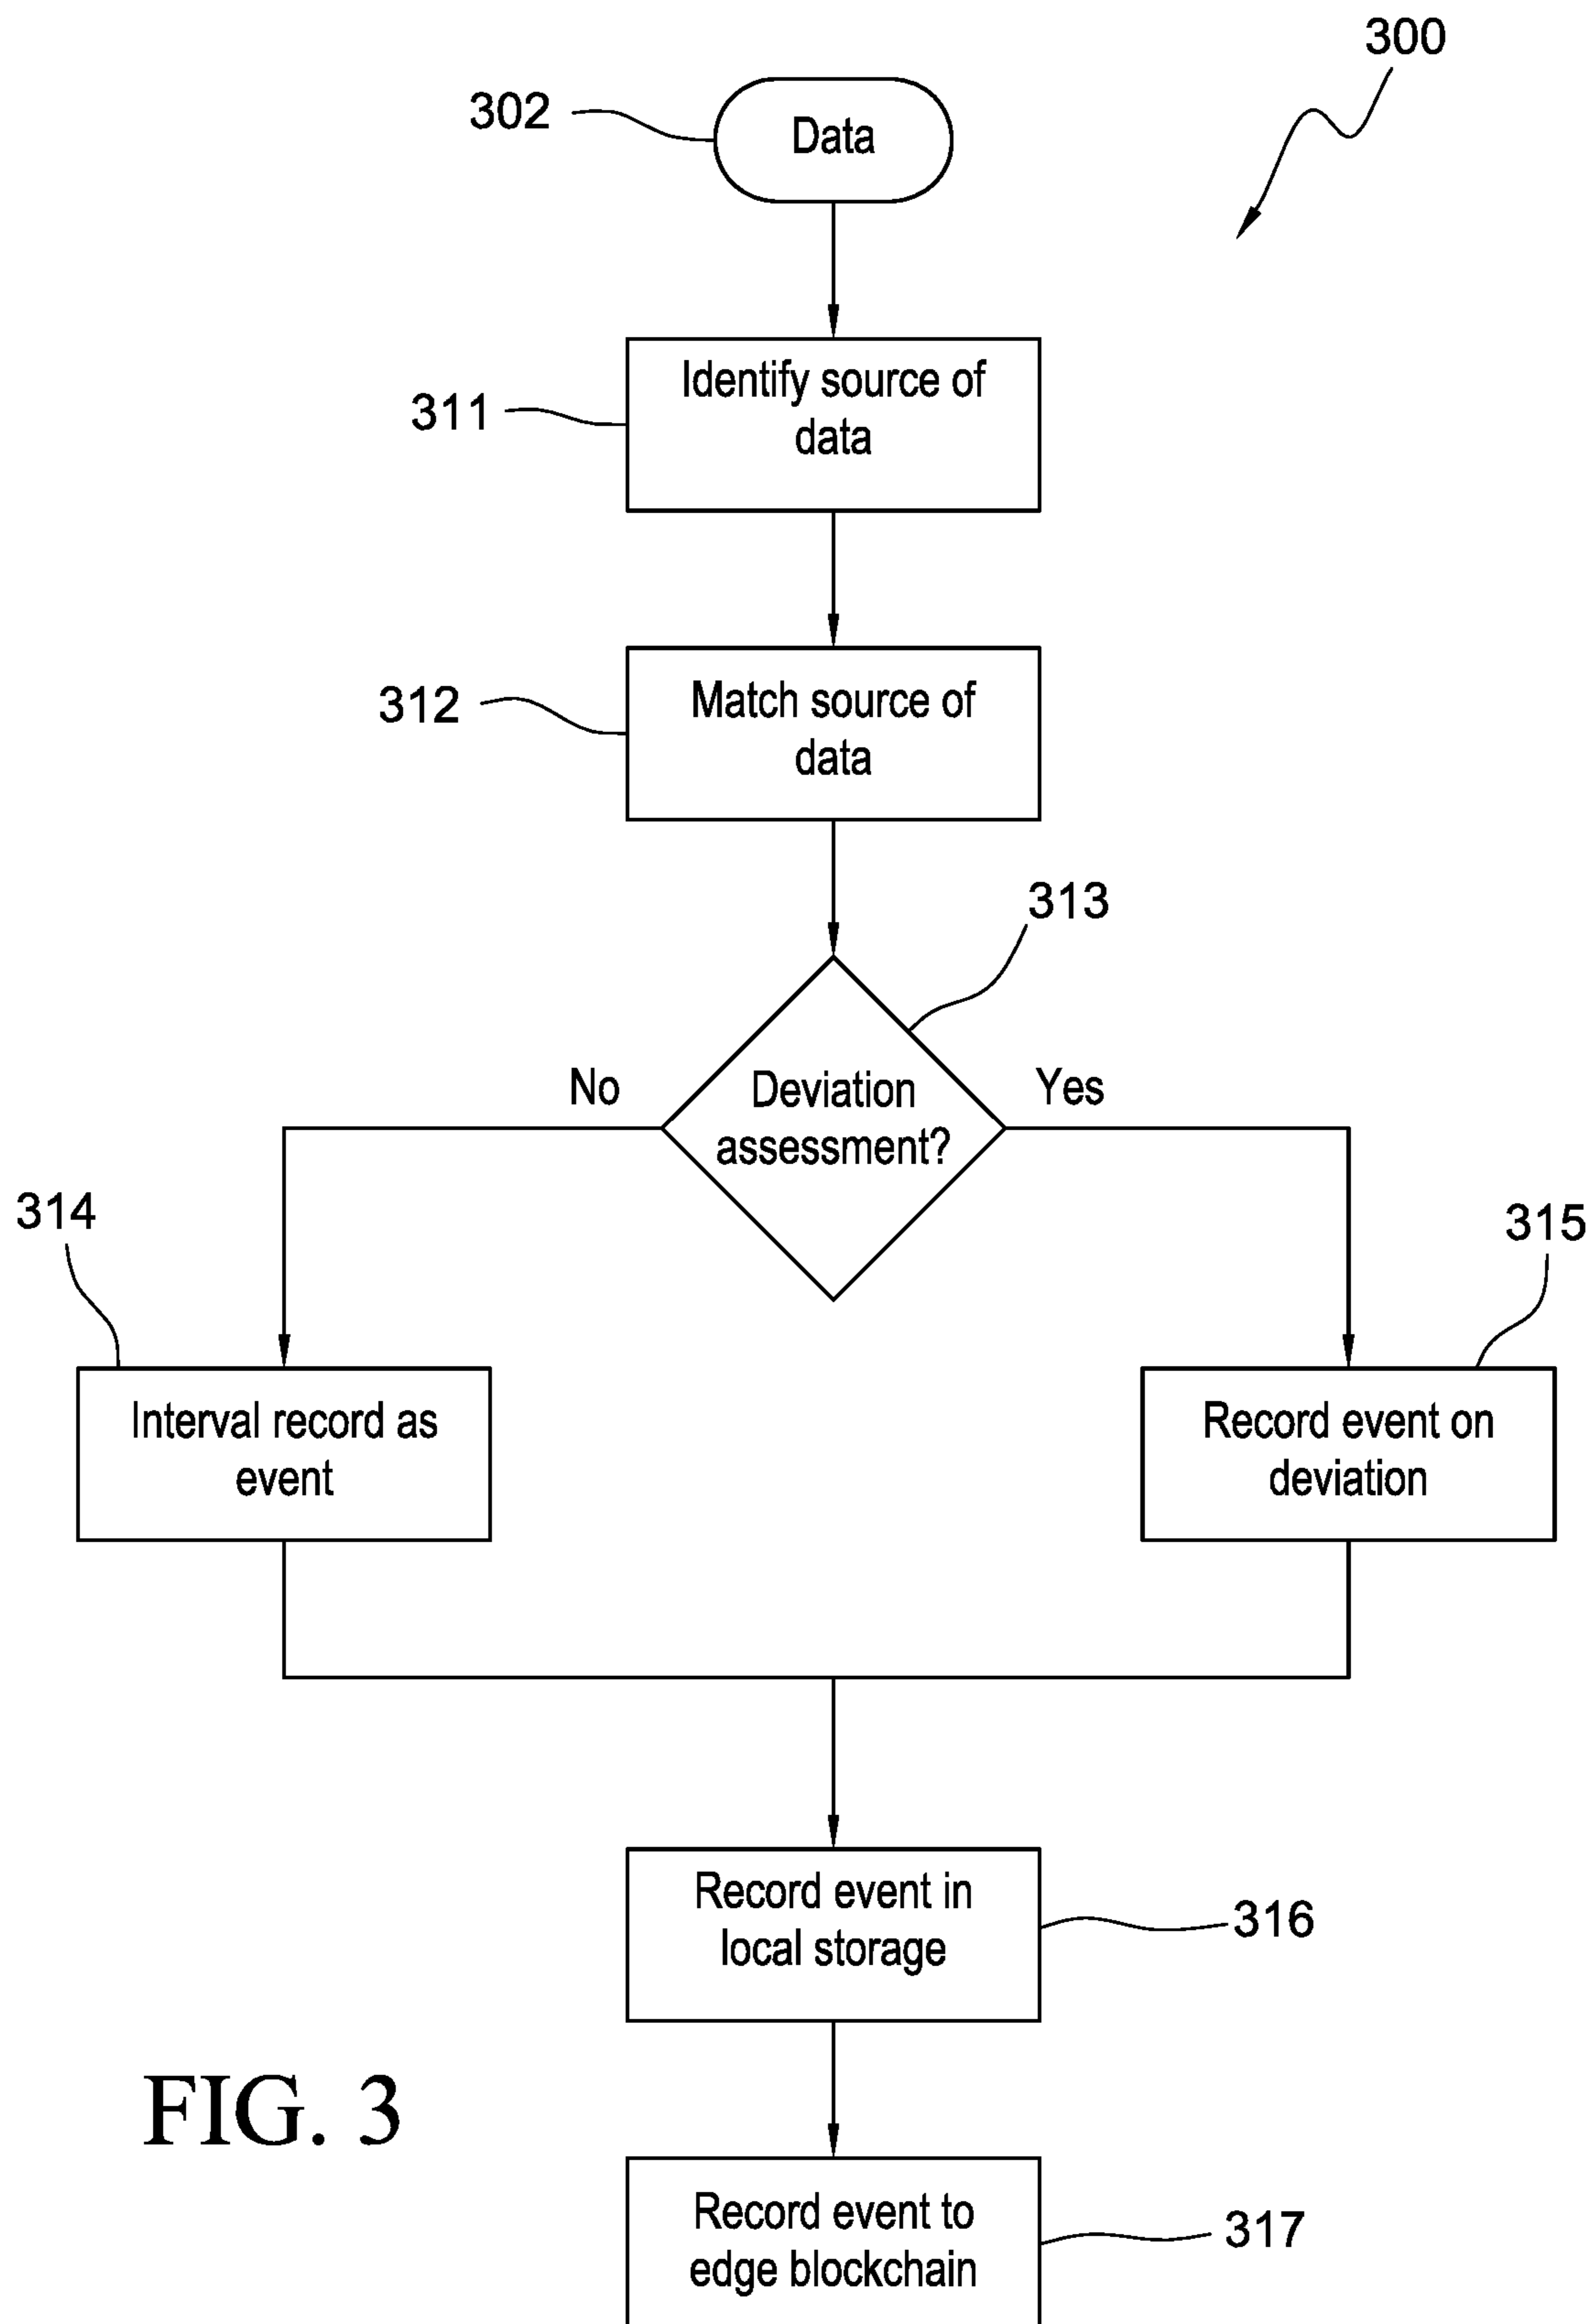 300
302
Data
311
Identify source of
data
312
Match source of
data
313
No
Deviation
assessment?
Yes
314
315
Interval record as
event
Record event on
deviation
316
Record event in
local storage
FIG. 3
317
Record event to
edge blockchain